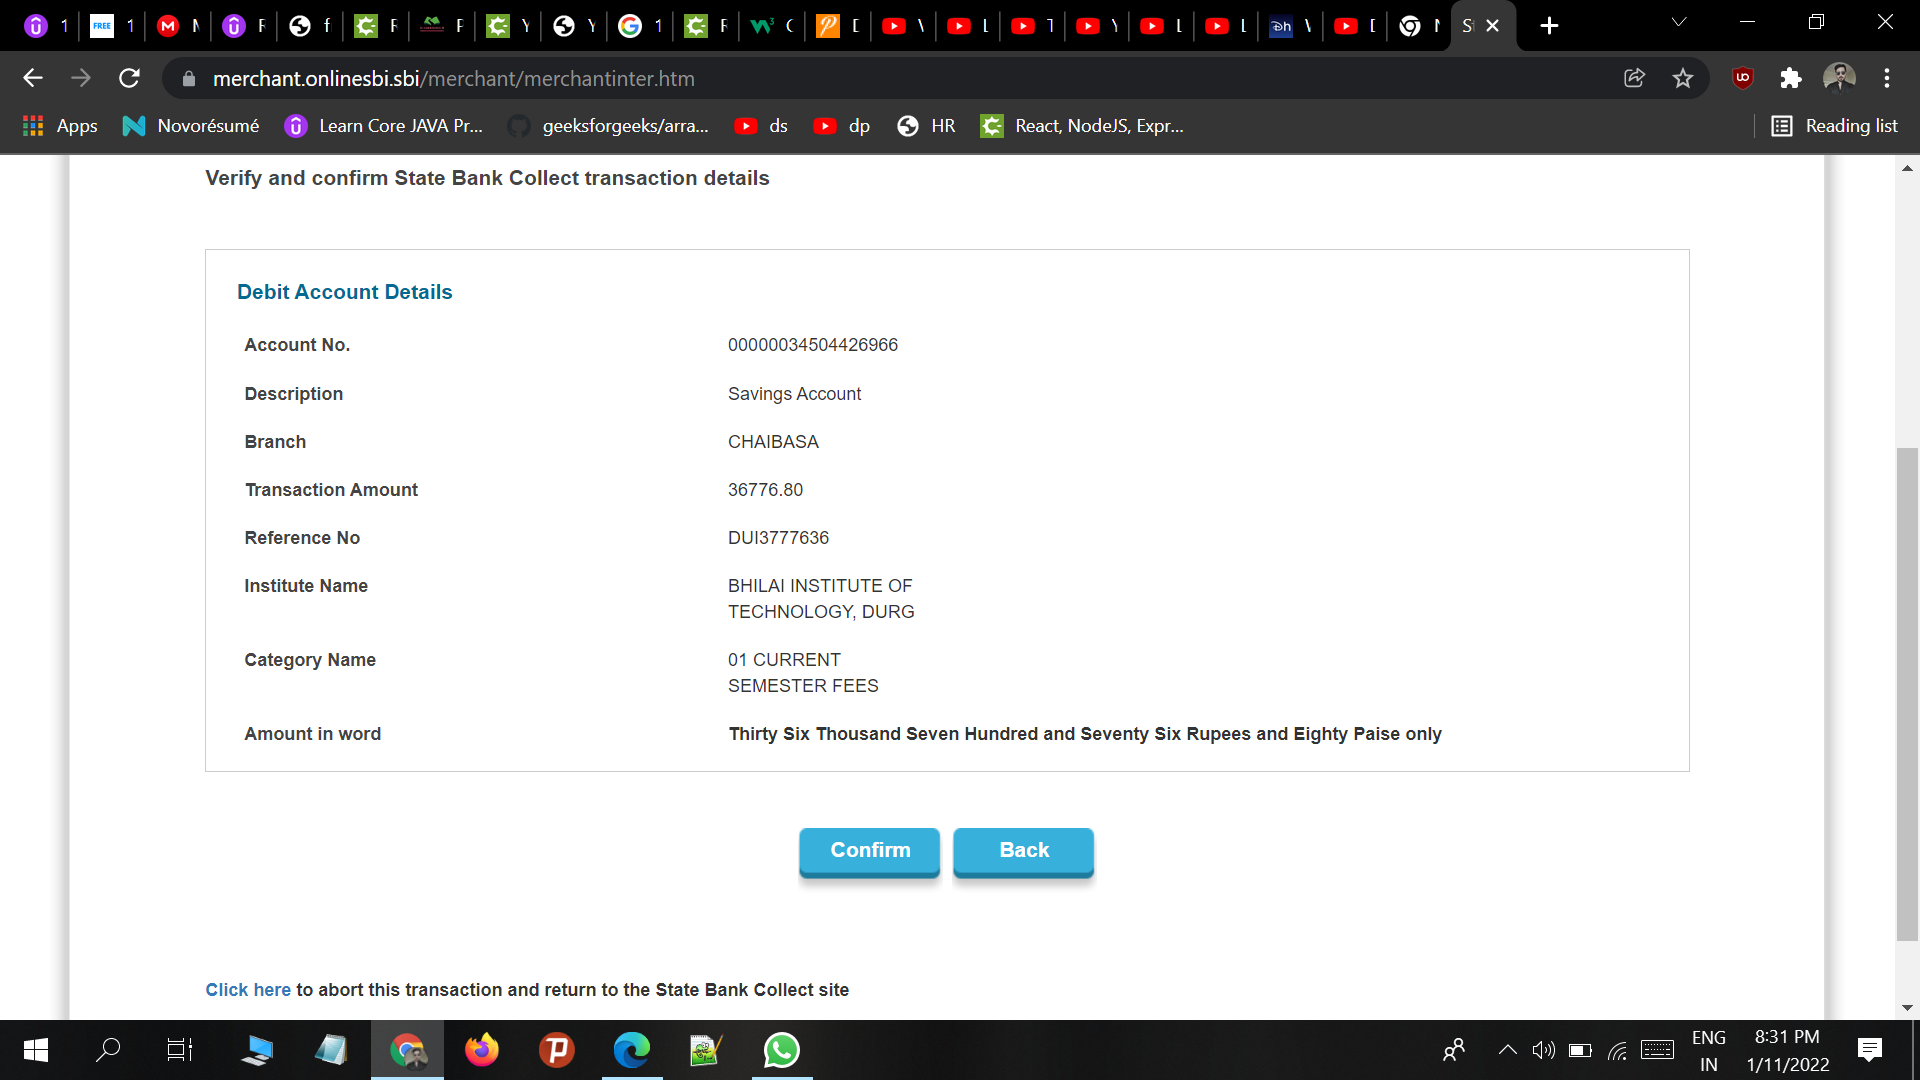 FREE
merchant.onlinesbi.sbi/merchant/merchantinter.htm
Apps Novorésumé Learn Core JAVA Pr... geeksforgeeks/arra... ds dp HR React, NodeJS, Expr... Reading list
Verify and confirm State Bank Collect transaction details
Debit Account Details
Account No. 00000034504426966
Description Savings Account
Branch CHAIBASA
Transaction Amount 36776.80
Reference No DUI3777636
Institute Name BHILAI INSTITUTE OF
TECHNOLOGY, DURG
Category Name 01 CURRENT
SEMESTER FEES
Amount in word Thirty Six Thousand Seven Hundred and Seventy Six Rupees and Eighty Paise only
Confirm Back
Click here to abort this transaction and return to the State Bank Collect site
ENG 8:31 PM
IN 1/11/2022